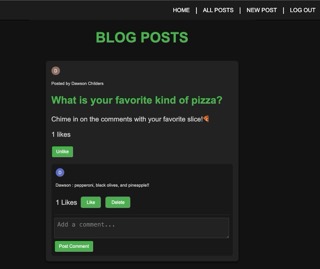 HOME | ALL POSTS | NEW POST | LOG OUT
BLOG POSTS
D
Posted by Dawson Childers
What is your favorite kind of pizza?
Chime in on the comments with your favorite slice!🍕
1 likes
Unlike
D
Dawson : pepperoni, black olives, and pineapple!!
1 Likes Like Delete
Add a comment...
Post Comment